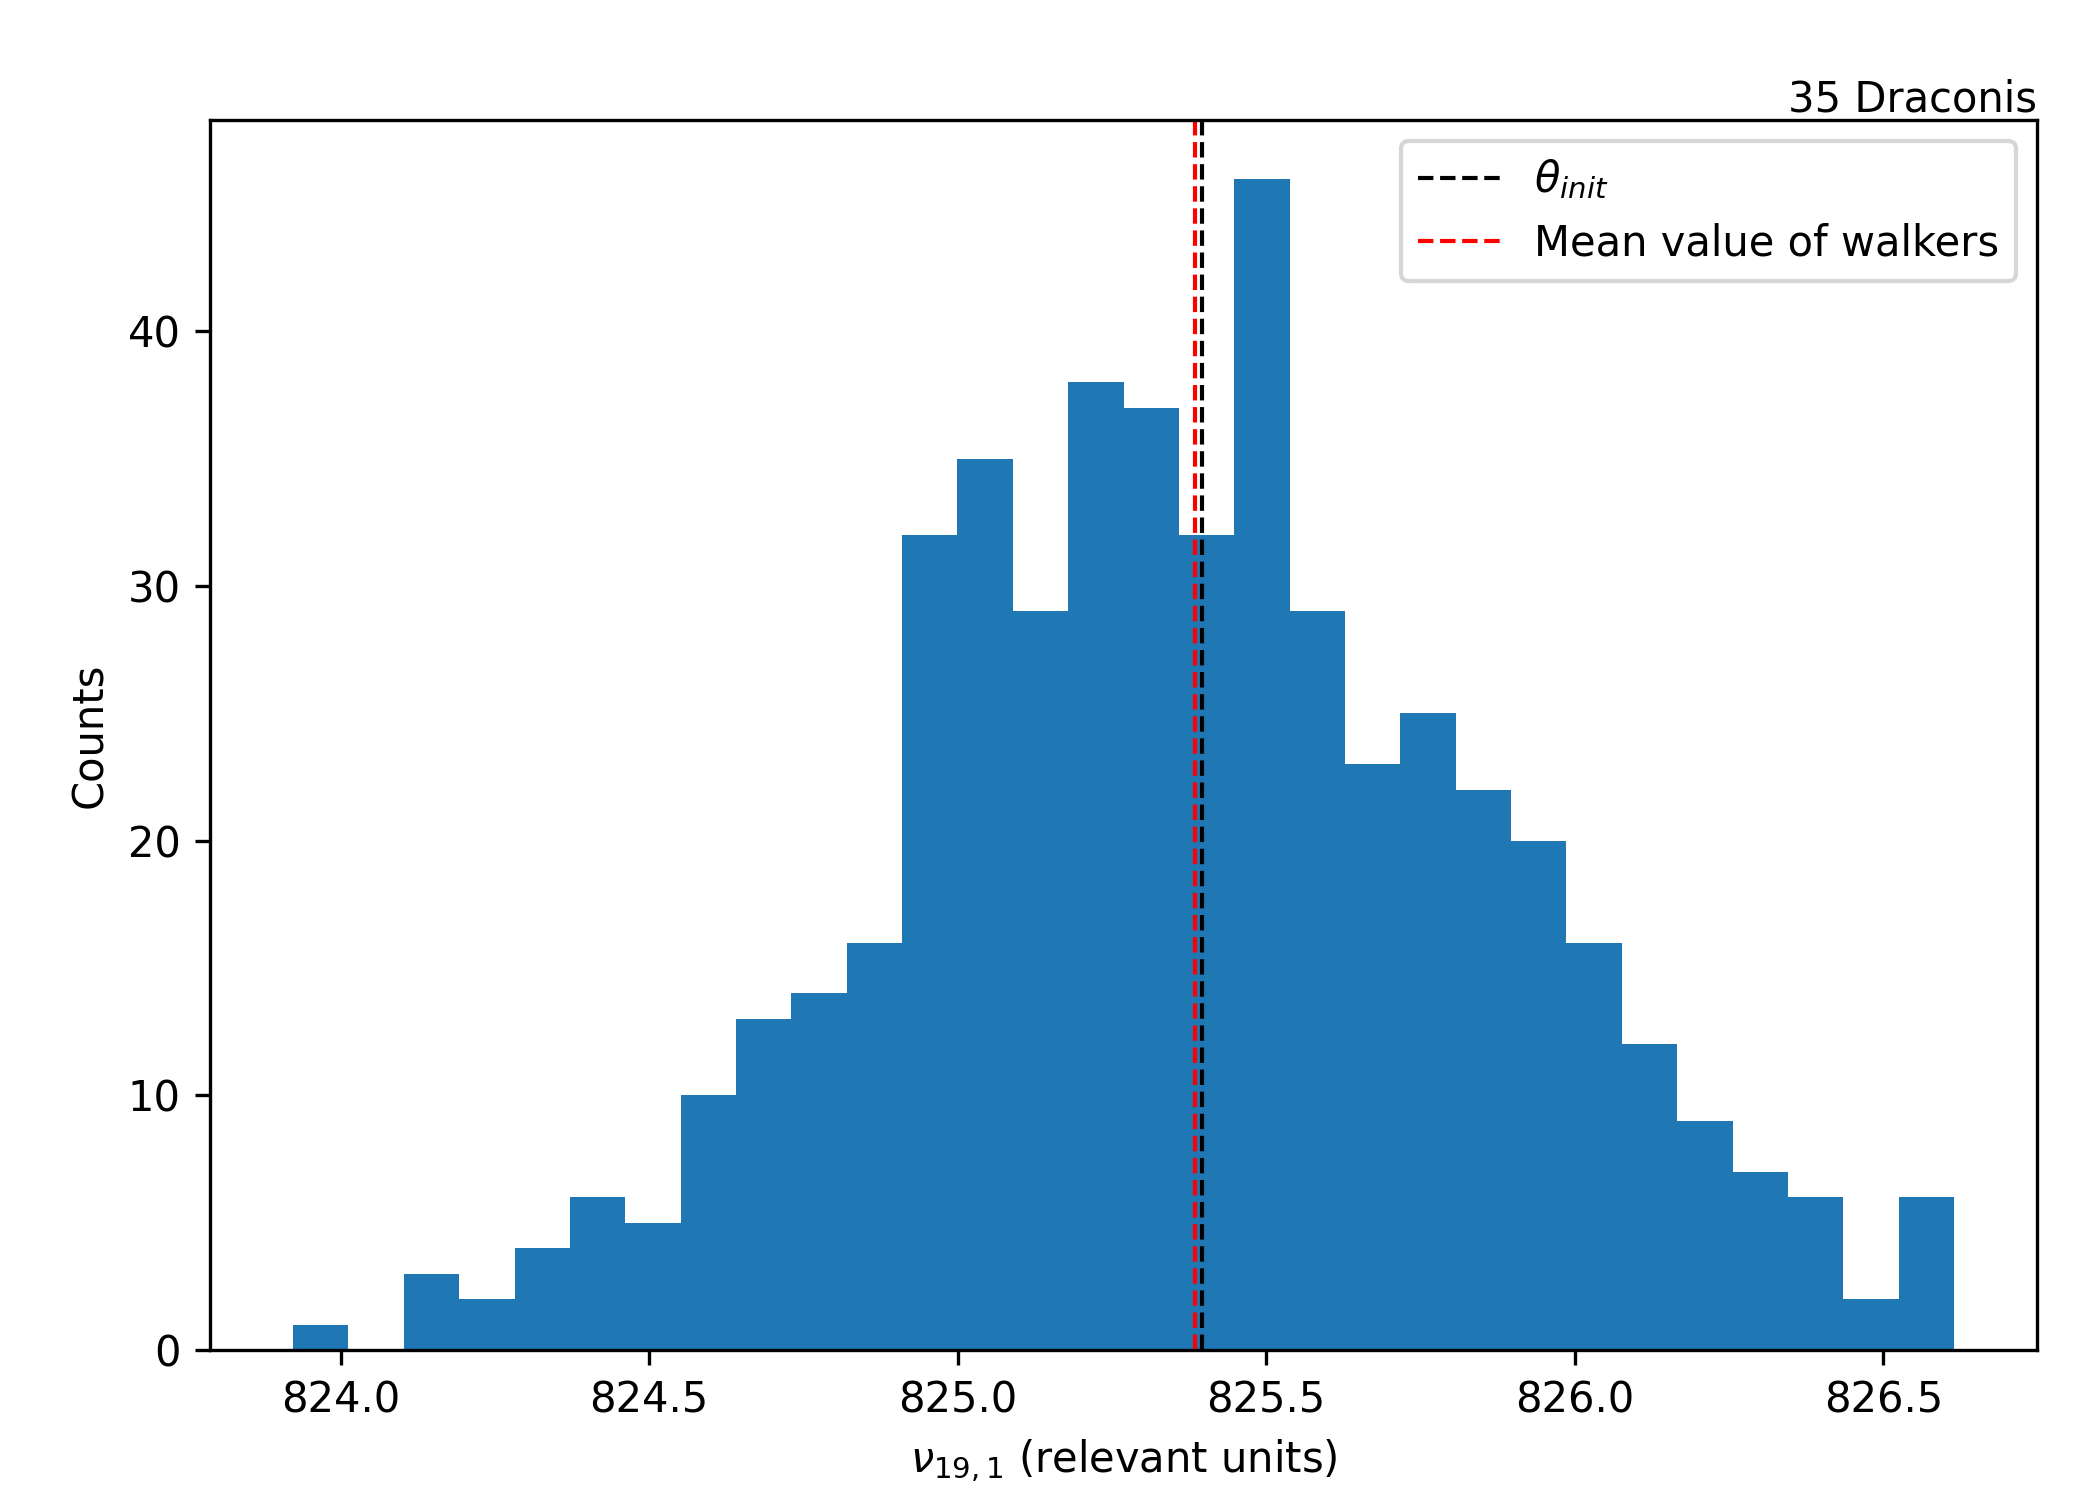 35 Draconis
θ_init
Mean value of walkers
40
30
20
10
0
Counts
824.0 824.5 825.0 825.5 826.0 826.5
ν_19,1 (relevant units)